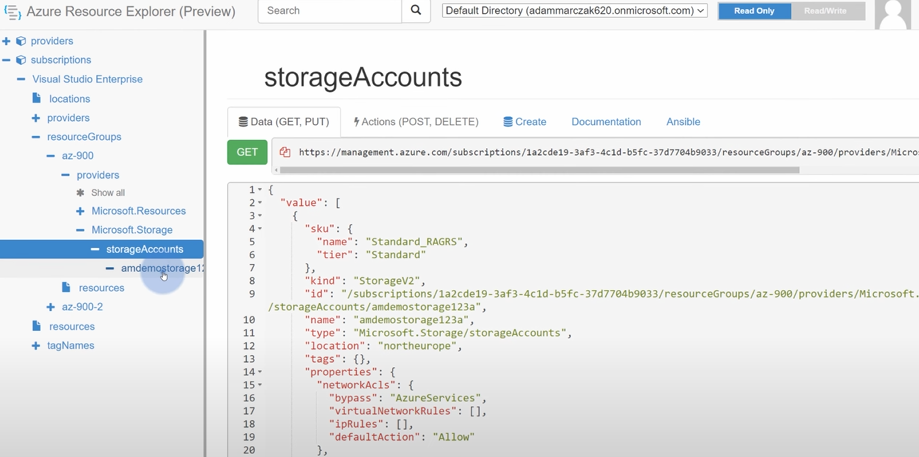 Azure Resource Explorer (Preview)
Search
Default Directory (adammarczak620.onmicrosoft.com)
Read Only
Read/Write
providers
subscriptions
Visual Studio Enterprise
locations
providers
resourceGroups
az-900
providers
Show all
Microsoft.Resources
Microsoft.Storage
storageAccounts
amdemostorage12
resources
az-900-2
resources
tagNames
storageAccounts
Data (GET, PUT)
Actions (POST, DELETE)
Create
Documentation
Ansible
GET
https://management.azure.com/subscriptions/1a2cde19-3af3-4c1d-b5fc-37d7704b9033/resourceGroups/az-900/providers/Micros
1 {
2 "value": [
3 {
4 "sku": {
5 "name": "Standard_RAGRS",
6 "tier": "Standard"
7 },
8 "kind": "StorageV2",
9 "id": "/subscriptions/1a2cde19-3af3-4c1d-b5fc-37d7704b9033/resourceGroups/az-900/providers/Microsoft.
/storageAccounts/amdemostorage123a",
10 "name": "amdemostorage123a",
11 "type": "Microsoft.Storage/storageAccounts",
12 "location": "northeurope",
13 "tags": {},
14 "properties": {
15 "networkAcls": {
16 "bypass": "AzureServices",
17 "virtualNetworkRules": [],
18 "ipRules": [],
19 "defaultAction": "Allow"
20 },